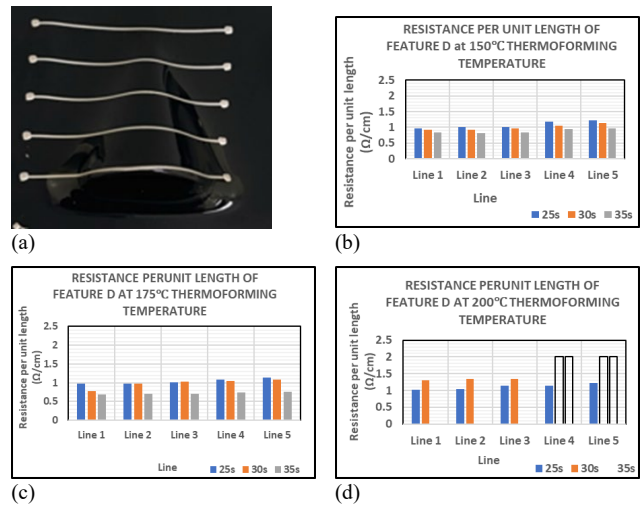 (a)
RESISTANCE PER UNIT LENGTH OF
FEATURE D at 150℃ THERMOFORMING
TEMPERATURE
Resistance per unit length
(Ω/cm)
2.5
2
1.5
1
0.5
0
Line 1 Line 2 Line 3 Line 4 Line 5
Line
25s 30s 35s
(b)
RESISTANCE PERUNIT LENGTH OF
FEATURE D AT 175℃ THERMOFORMING
TEMPERATURE
Resistance per unit length
(Ω/cm)
2.5
2
1.5
1
0.5
0
Line 1 Line 2 Line 3 Line 4 Line 5
Line
25s 30s 35s
(c)
RESISTANCE PERUNIT LENGTH OF
FEATURE D AT 200℃ THERMOFORMING
TEMPERATURE
Resistance per unit length
(Ω/cm)
2.5
2
1.5
1
0.5
0
Line 1 Line 2 Line 3 Line 4 Line 5
Line
25s 30s 35s
(d)